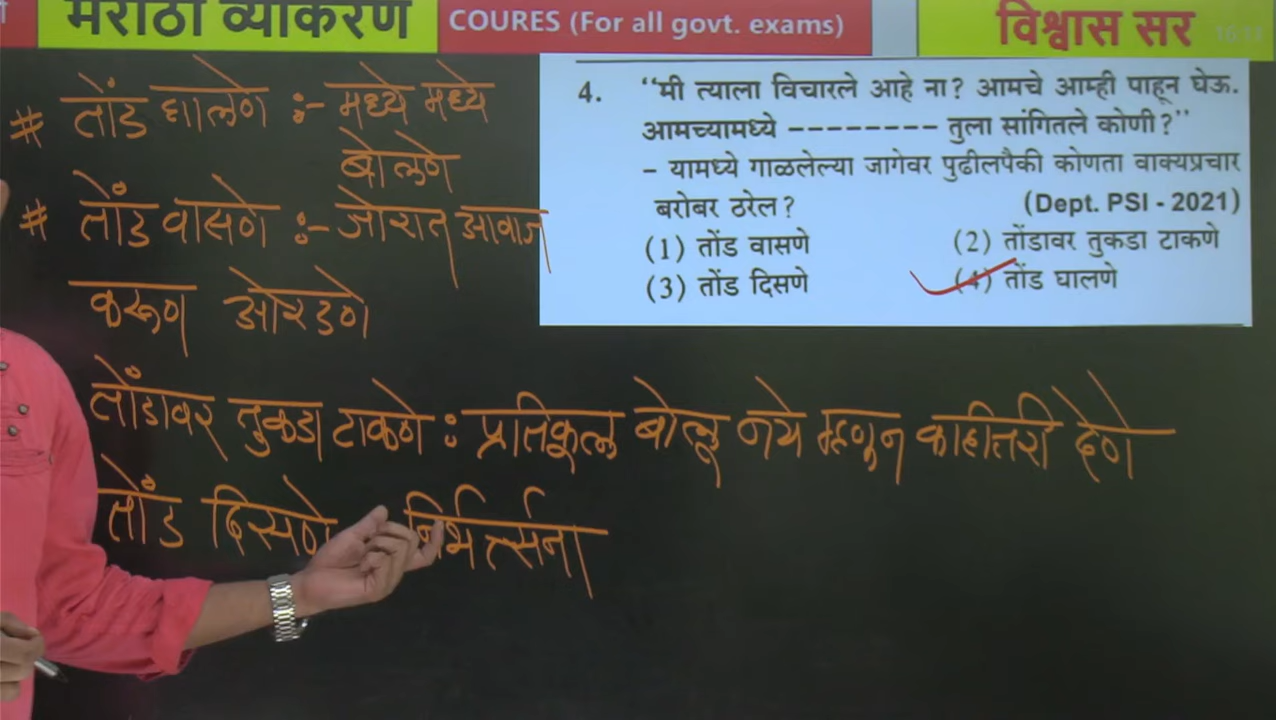 मराठी व्याकरण
COURES (For all govt. exams)
विश्वास सर
16:11
# तोंड घालणे :- मध्ये मध्ये
बोलणे
# तोंड वासणे :- जोरात आवाज
करून ओरडणे
तोंडावर तुकडा टाकणे : प्रतिकूल बोलू नये म्हणून काहीतरी देणे
तोंड दिसणे निर्भर्त्सना
4. “मी त्याला विचारले आहे ना? आमचे आम्ही पाहून घेऊ.
आमच्यामध्ये -------- तुला सांगितले कोणी?”
– यामध्ये गाळलेल्या जागेवर पुढीलपैकी कोणता वाक्यप्रचार
बरोबर ठरेल? (Dept. PSI - 2021)
(1) तोंड वासणे (2) तोंडावर तुकडा टाकणे
(3) तोंड दिसणे (4) तोंड घालणे